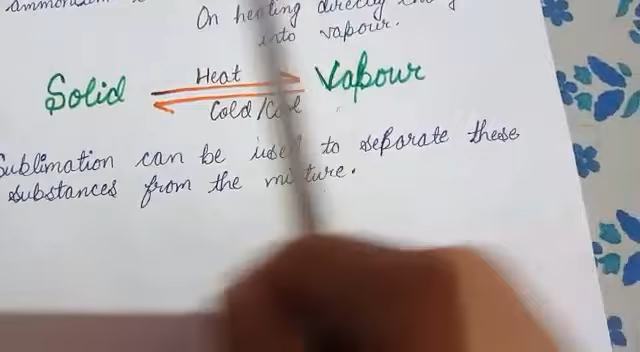 On heating directly
into vapour.
Solid Heat Vapour
Cold/Cool
Sublimation can be used to separate these
substances from the mixture.